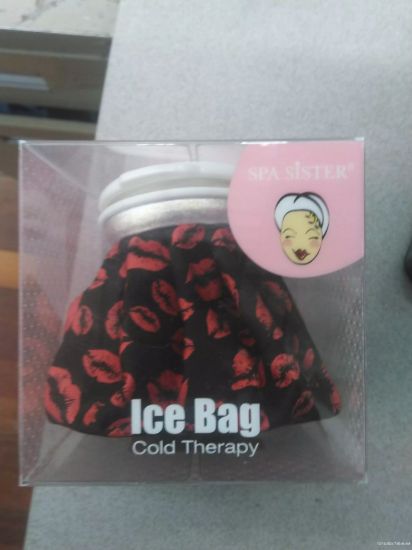 SPA SISTER®
Ice Bag
Cold Therapy